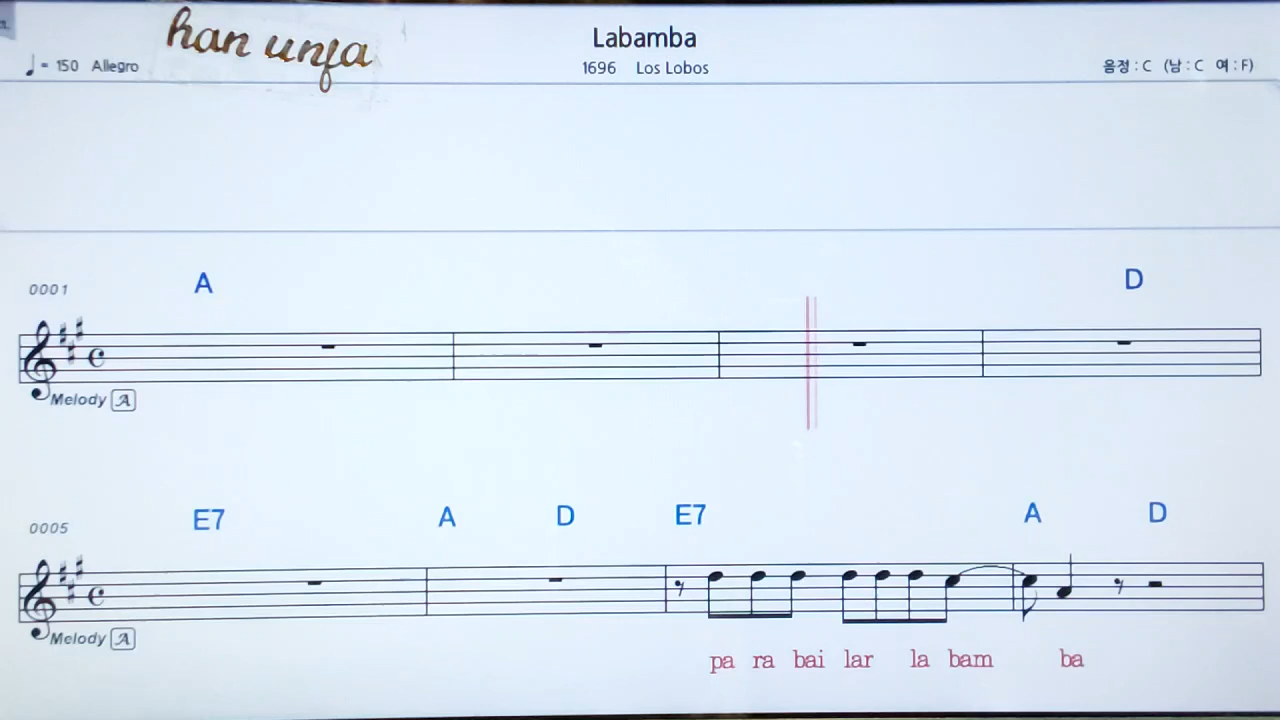 han unfa
Labamba
= 150 Allegro
1696 Los Lobos
음정 : C (남 : C 여 : F)
0001
A D
Melody A
0005
E7 A D E7 A D
Melody A
pa ra bai lar la bam ba